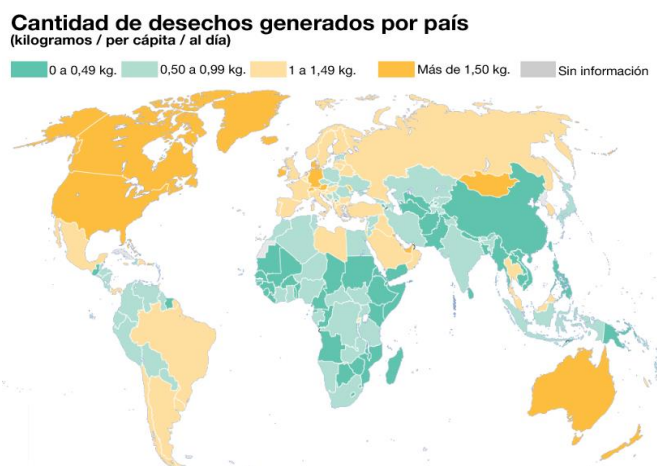 Cantidad de desechos generados por país
(kilogramos / per cápita / al día)
0 a 0,49 kg.
0,50 a 0,99 kg.
1 a 1,49 kg.
Más de 1,50 kg.
Sin información